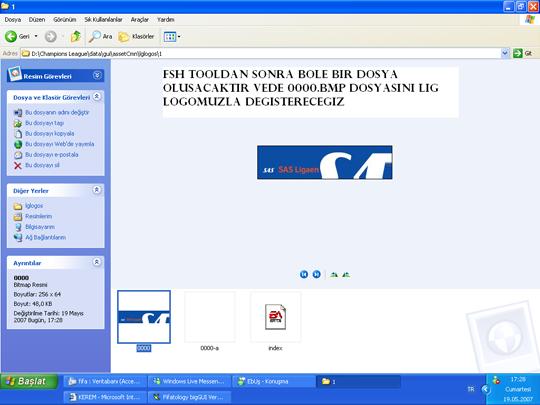 1
Dosya Düzen Görünüm Sık Kullanılanlar Araçlar Yardım
Geri Ara Klasörler
Adres D:\Champions League\data\gui\assetCmn\lglogos\1 Git
Resim Görevleri
Dosya ve Klasör Görevleri
Bu dosyanın adını değiştir
Bu dosyayı taşı
Bu dosyayı kopyala
Bu dosyayı Web'de yayımla
Bu dosyayı e-postala
Bu dosyayı sil
Diğer Yerler
lglogos
Resimlerim
Bilgisayarım
Ağ Bağlantılarım
Ayrıntılar
0000
Bitmap Resmi
Boyutlar: 256 x 64
Boyut: 48,0 KB
Değiştirilme Tarihi: 19 Mayıs
2007 Bugün, 17:28
FSH TOOLDAN SONRA BOLE BIR DOSYA
OLUSACAKTIR VEDE 0000.BMP DOSYASINI LIG
LOGOMUZLA DEGISTERECEGIZ
SAS SAS Ligaen SA
0000 0000-a index
Başlat
fifa : Veritabanı (Acce...
Windows Live Messen...
EbUş - Konuşma
1
KEREM - Microsoft Int...
Fifatology bigGUI Ver...
TR
17:28
Cumartesi
19.05.2007